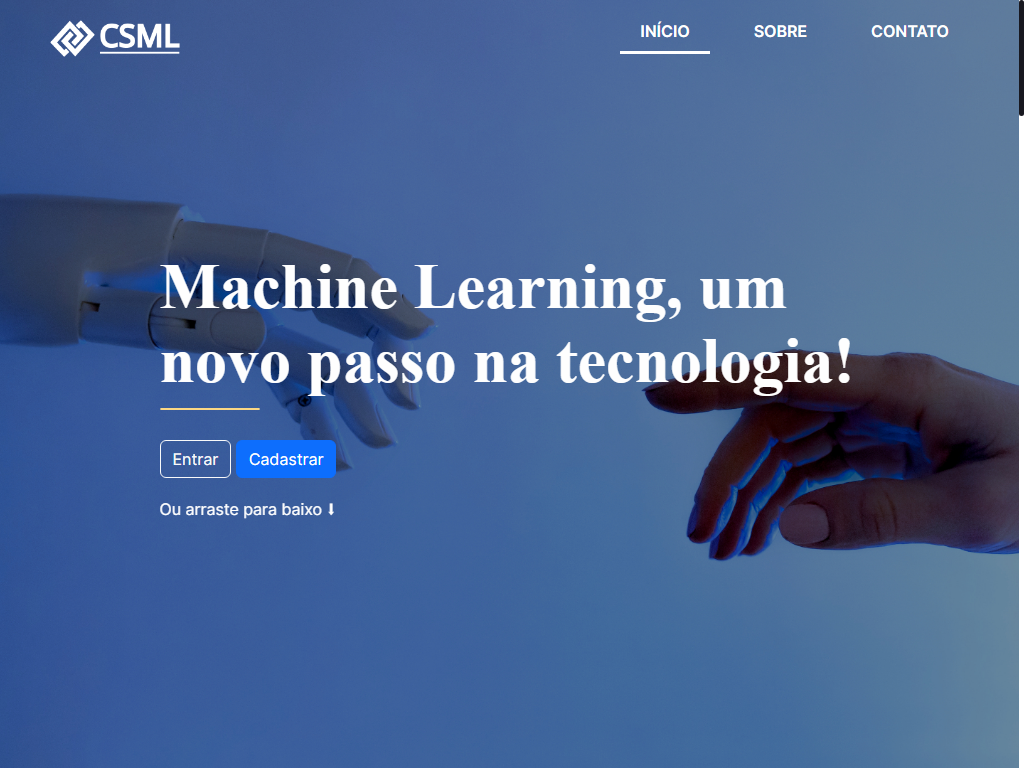 CSML
INÍCIO
SOBRE
CONTATO
Machine Learning, um
novo passo na tecnologia!
Entrar
Cadastrar
Ou arraste para baixo ⬇